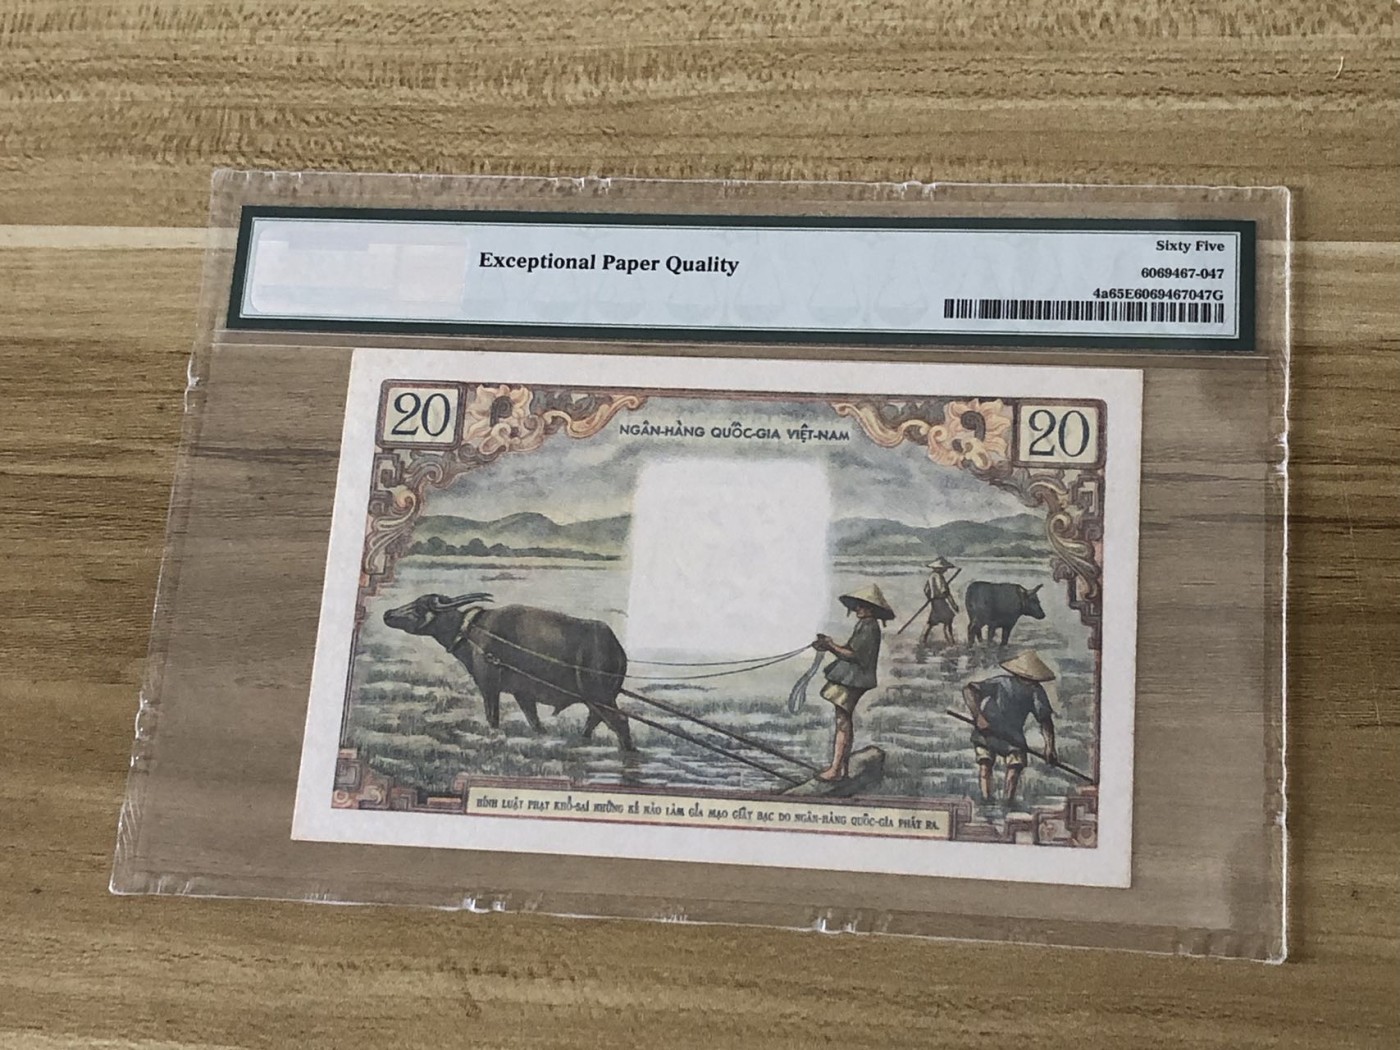 Exceptional Paper Quality
Sixty Five
6069467-047
4a65E6069467047G
20
NGÂN-HÀNG QUỐC-GIA VIỆT-NAM
20
HÌNH LUẬT PHẠT KHỔ-SAI NHỮNG KẺ NÀO LÀM GIẢ MẠO GIẤY BẠC DO NGÂN-HÀNG QUỐC-GIA PHÁT RA.